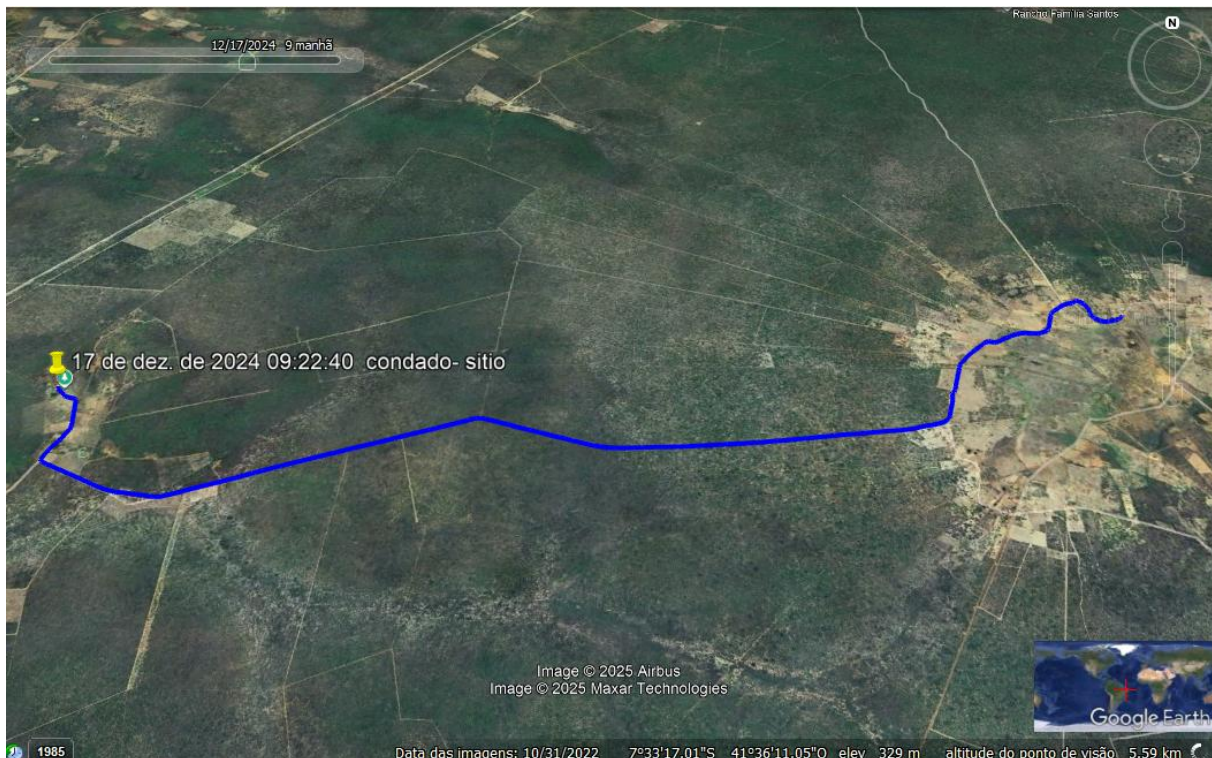 Rancho Família Santos
N
12/17/2024 9 manhã
17 de dez. de 2024 09:22:40 condado- sitio
Image © 2025 Airbus
Image © 2025 Maxar Technologies
Google Earth
1985
Data das imagens: 10/31/2022 7°33'17.01"S 41°36'11.05"O elev 329 m altitude do ponto de visão 5.59 km